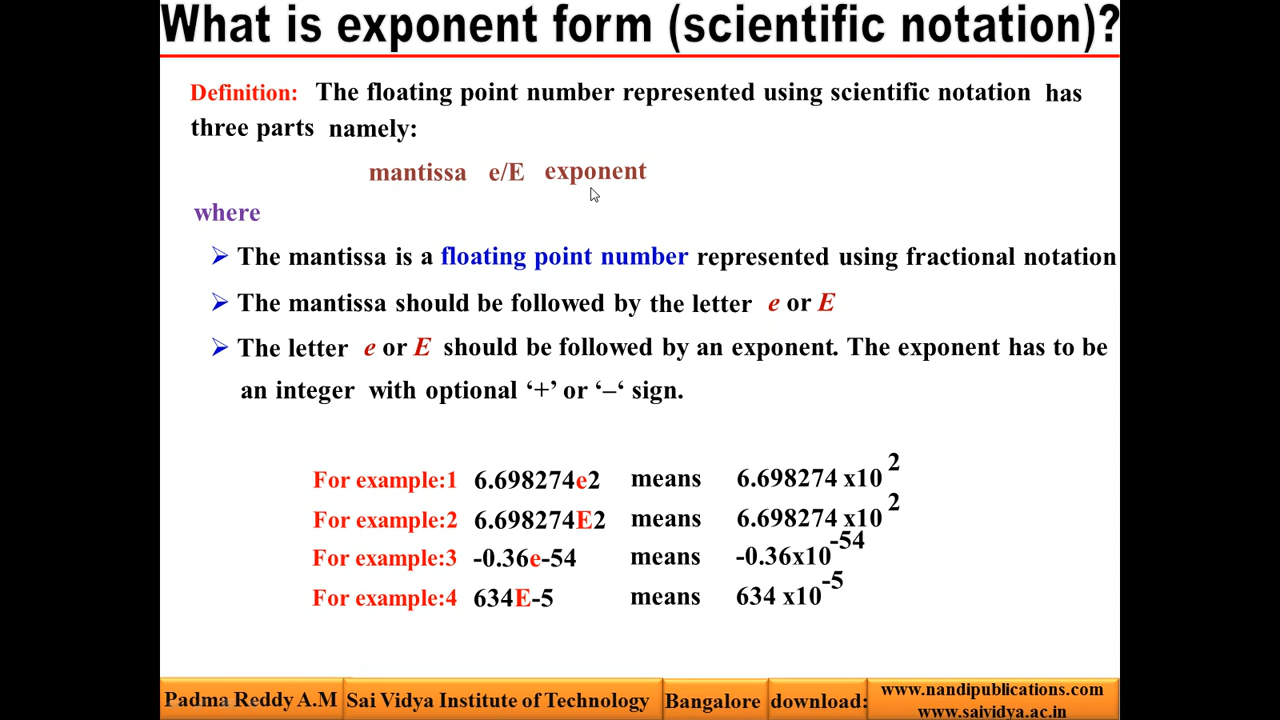 What is exponent form (scientific notation)?
Definition: The floating point number represented using scientific notation has
three parts namely:
mantissa e/E exponent
where
➢ The mantissa is a floating point number represented using fractional notation
➢ The mantissa should be followed by the letter e or E
➢ The letter e or E should be followed by an exponent. The exponent has to be
an integer with optional ‘+’ or ‘–‘ sign.
For example:1 6.698274e2 means 6.698274 x10 2
For example:2 6.698274E2 means 6.698274 x10 2
For example:3 -0.36e-54 means -0.36x10 -54
For example:4 634E-5 means 634 x10 -5
Padma Reddy A.M Sai Vidya Institute of Technology Bangalore download: www.nandipublications.com
www.saividya.ac.in